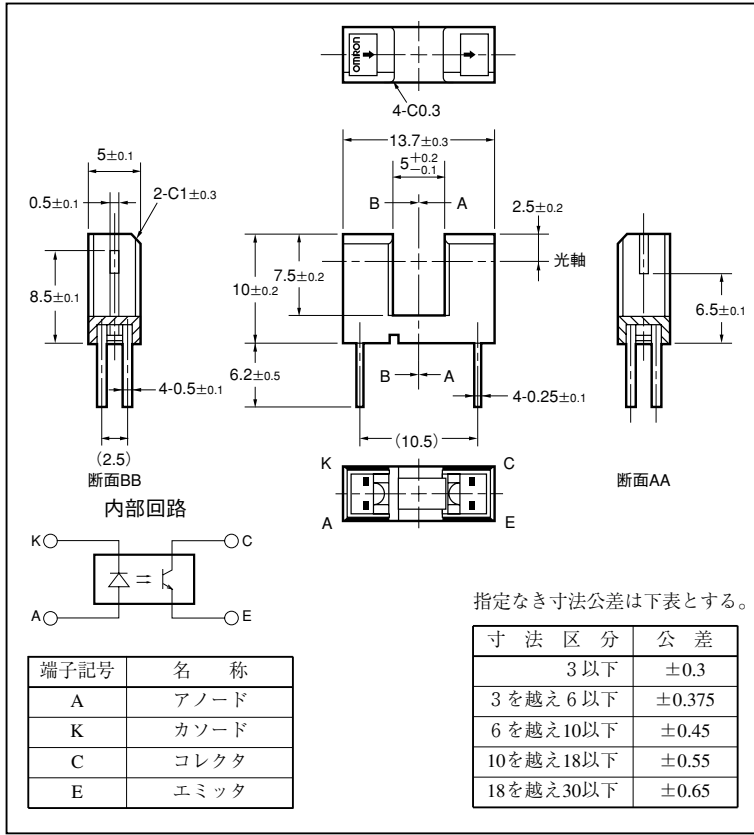 OMRON
4-C0.3
13.7±0.3
5±0.1
5+0.2-0.1
0.5±0.1
2-C1±0.3
B A
2.5±0.2
光軸
7.5±0.2
10±0.2
8.5±0.1
6.5±0.1
6.2±0.5
B A
4-0.5±0.1
4-0.25±0.1
(2.5)
(10.5)
断面BB
断面AA
K C
A E
内部回路
K C
A E
指定なき寸法公差は下表とする。
寸 法 区 分 公 差
3以下 ±0.3
3を越え6以下 ±0.375
6を越え10以下 ±0.45
10を越え18以下 ±0.55
18を越え30以下 ±0.65
端子記号 名 称
A アノード
K カソード
C コレクタ
E エミッタ